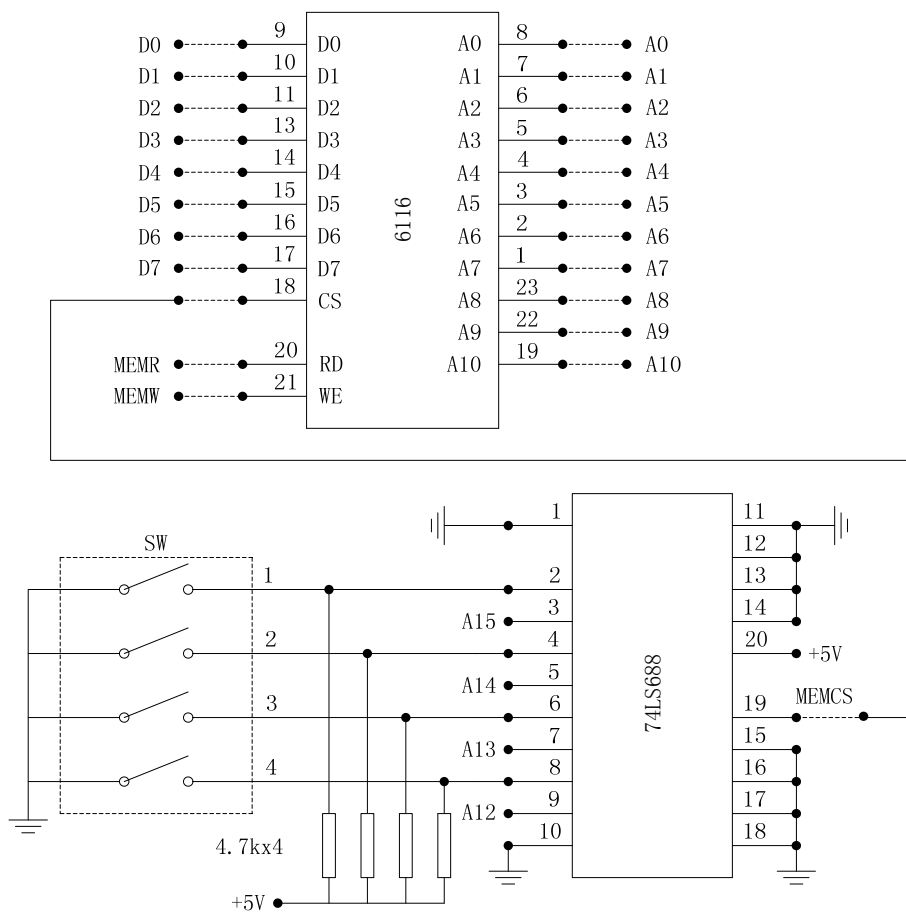 D0 9 D0 A0 8 A0
D1 10 D1 A1 7 A1
D2 11 D2 A2 6 A2
D3 13 D3 A3 5 A3
D4 14 D4 A4 4 A4
D5 15 D5 A5 3 A5
D6 16 D6 A6 2 A6
D7 17 D7 A7 1 A7
18 CS A8 23 A8
A9 22 A9
MEMR 20 RD A10 19 A10
MEMW 21 WE
6116
1 11
SW
12
1 2 13
A15 3 14
2 4 20 +5V
A14 5
MEMCS
3 6 19
A13 7 15
4 8 16
A12 9 17
10 18
74LS688
4.7kx4
+5V